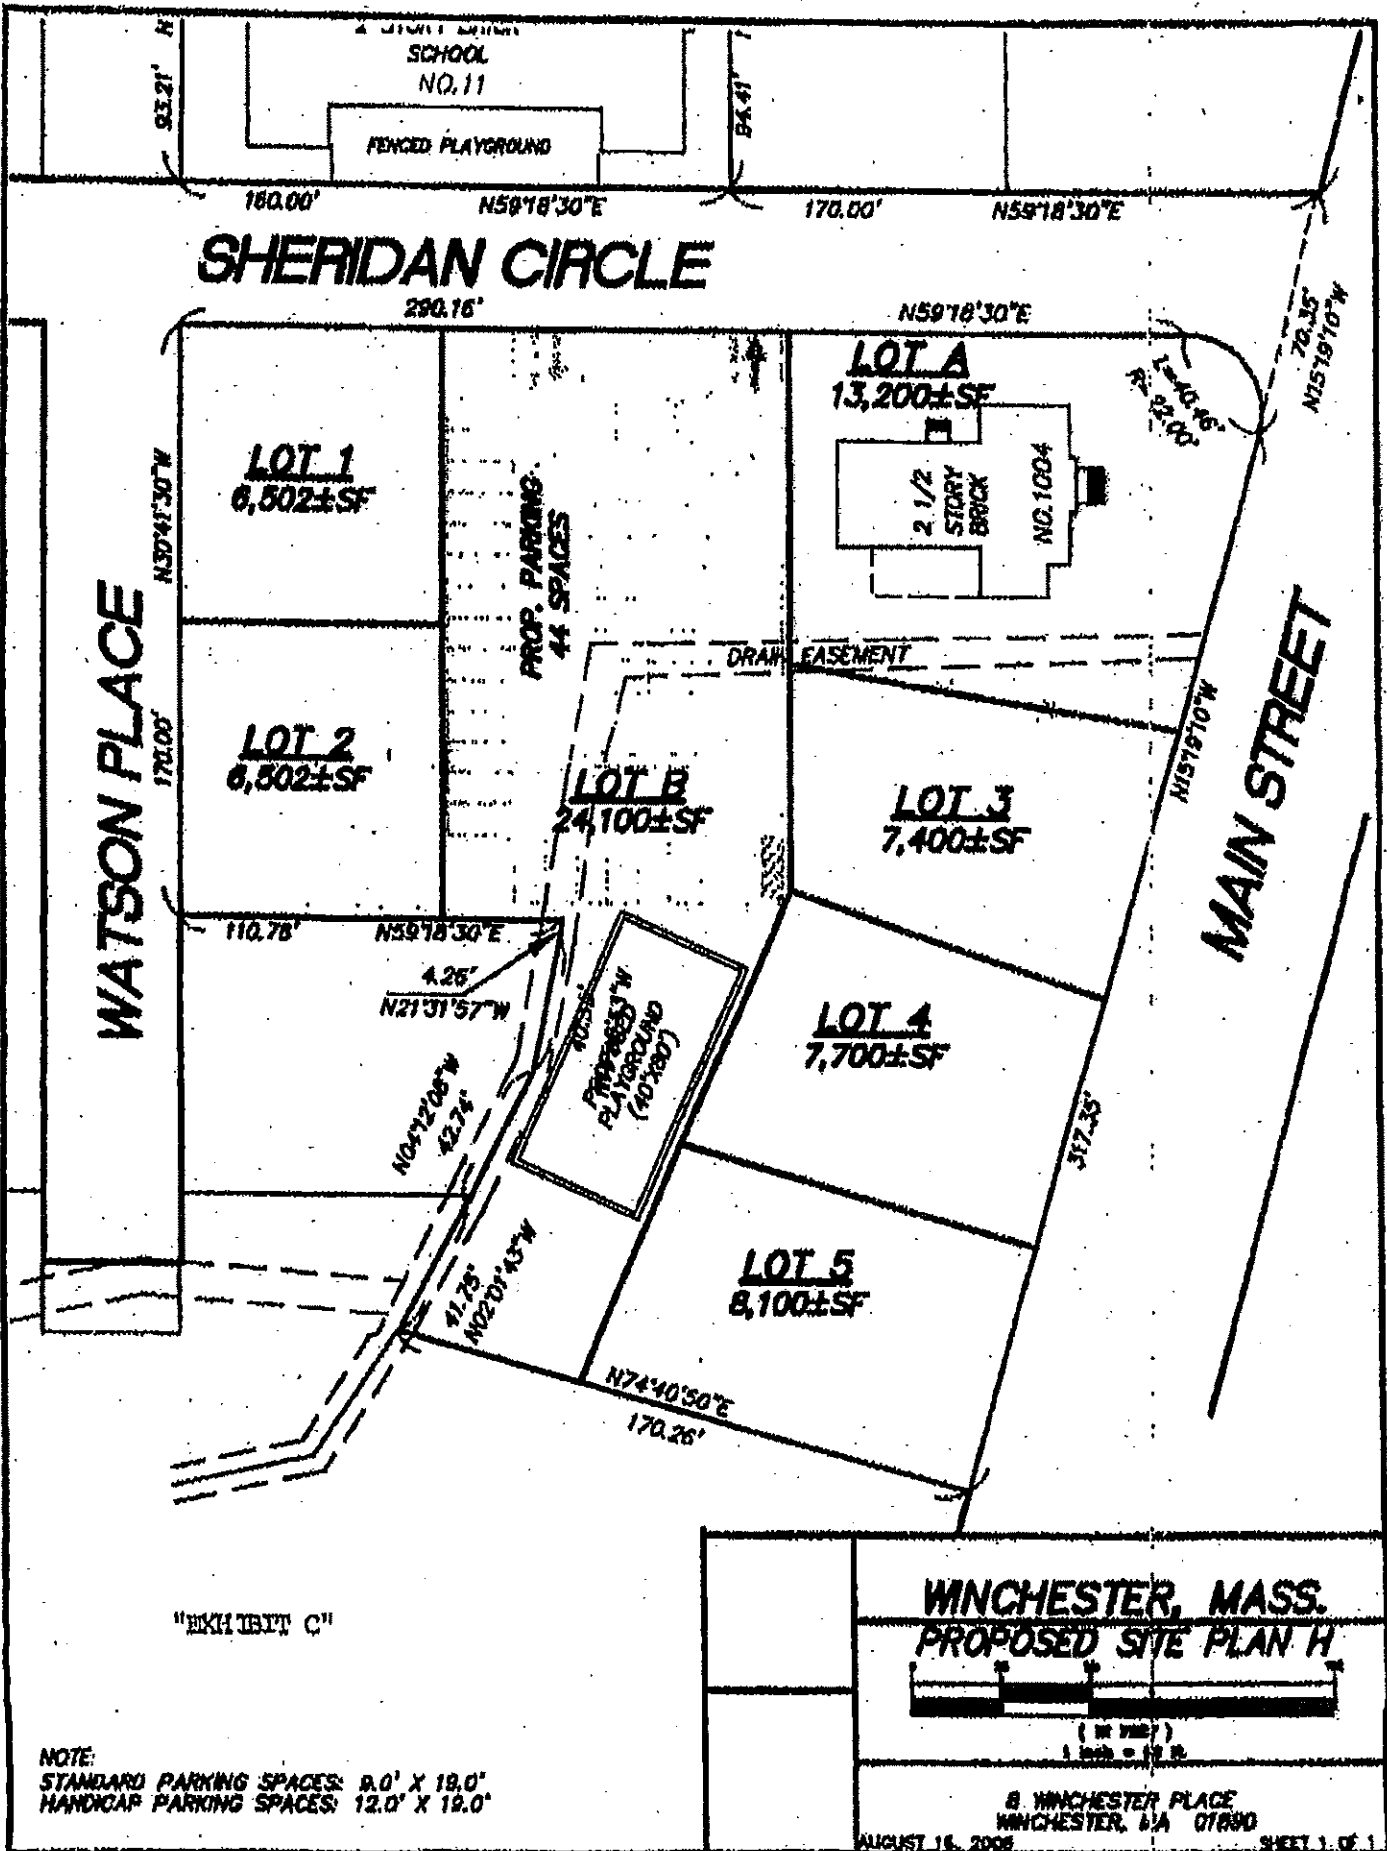 SCHOOL
NO.11
FENCED PLAYGROUND
93.21'
94.41'
160.00'
N59°18'30"E
170.00'
N59°18'30"E
SHERIDAN CIRCLE
290.16'
N59°18'30"E
70.35'
N15°19'10"W
L=40.46'
LOT A
13,200±SF
2 1/2
STORY
BRICK
NO.1004
LOT 1
6,502±SF
N30°41'30"W
PROP. PARKING
44 SPACES
WATSON PLACE
170.00'
DRAIN EASEMENT
LOT 2
6,502±SF
LOT B
24,100±SF
LOT 3
7,400±SF
N15°19'10"W
MAIN STREET
110.76'
N59°18'30"E
4.26'
N21°31'57"W
PLAYGROUND
(40'X80')
LOT 4
7,700±SF
N04°12'06"W
42.74'
317.35'
41.75'
N02°01'43"W
LOT 5
8,100±SF
N74°40'50"E
170.26'
"EXHIBIT C"
WINCHESTER, MASS.
PROPOSED SITE PLAN H
NOTE:
STANDARD PARKING SPACES: 9.0' X 19.0'
HANDICAP PARKING SPACES: 12.0' X 19.0'
8 WINCHESTER PLACE
WINCHESTER, MA 01890
AUGUST 16, 2006
SHEET 1 OF 1